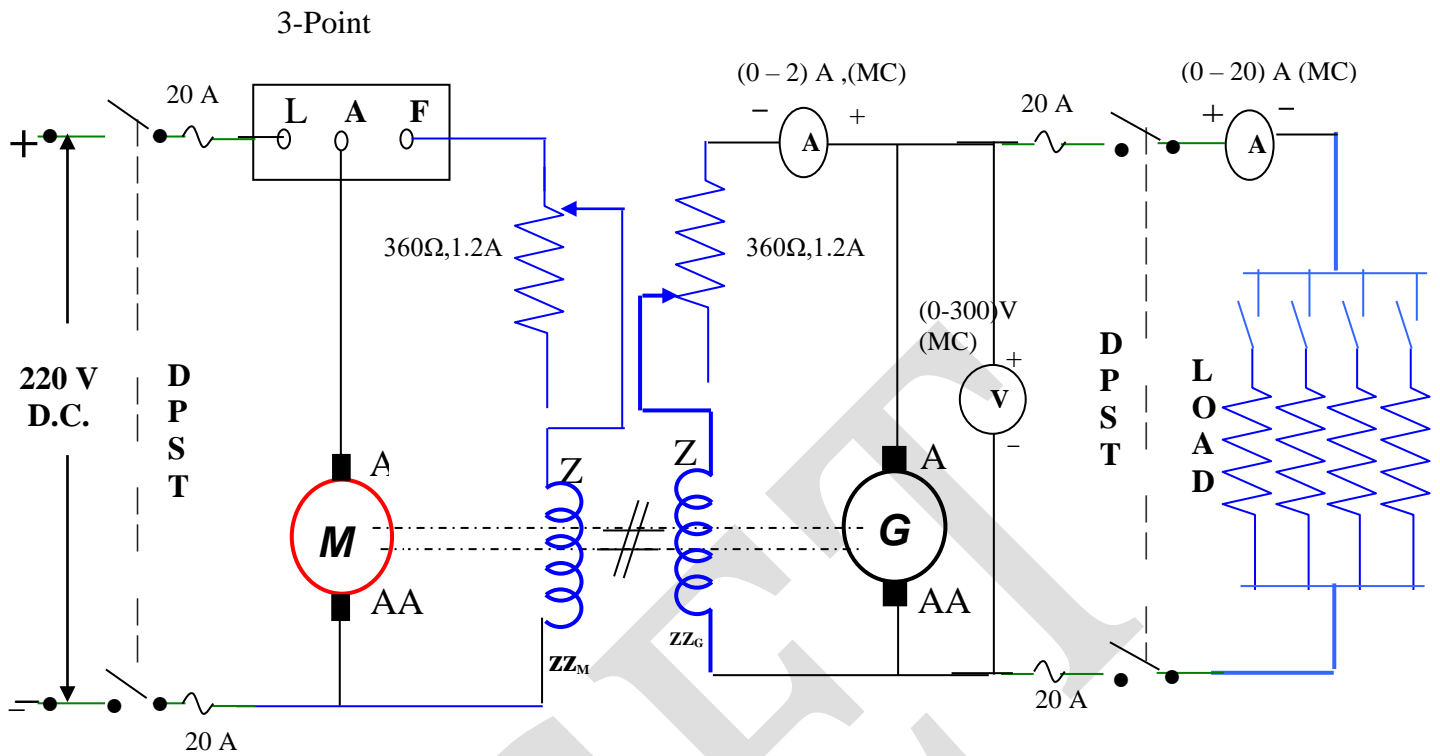 3-Point
(0 – 2) A ,(MC)
(0 – 20) A (MC)
20 A
L A F
− +
20 A
+ −
+
A
A
360Ω,1.2A
360Ω,1.2A
(0-300)V
(MC)
+
V
−
220 V
D.C.
D
P
S
T
D
P
S
T
L
O
A
D
A
Z
Z
A
M
G
AA
AA
ZZM
ZZG
−
20 A
20 A
SET